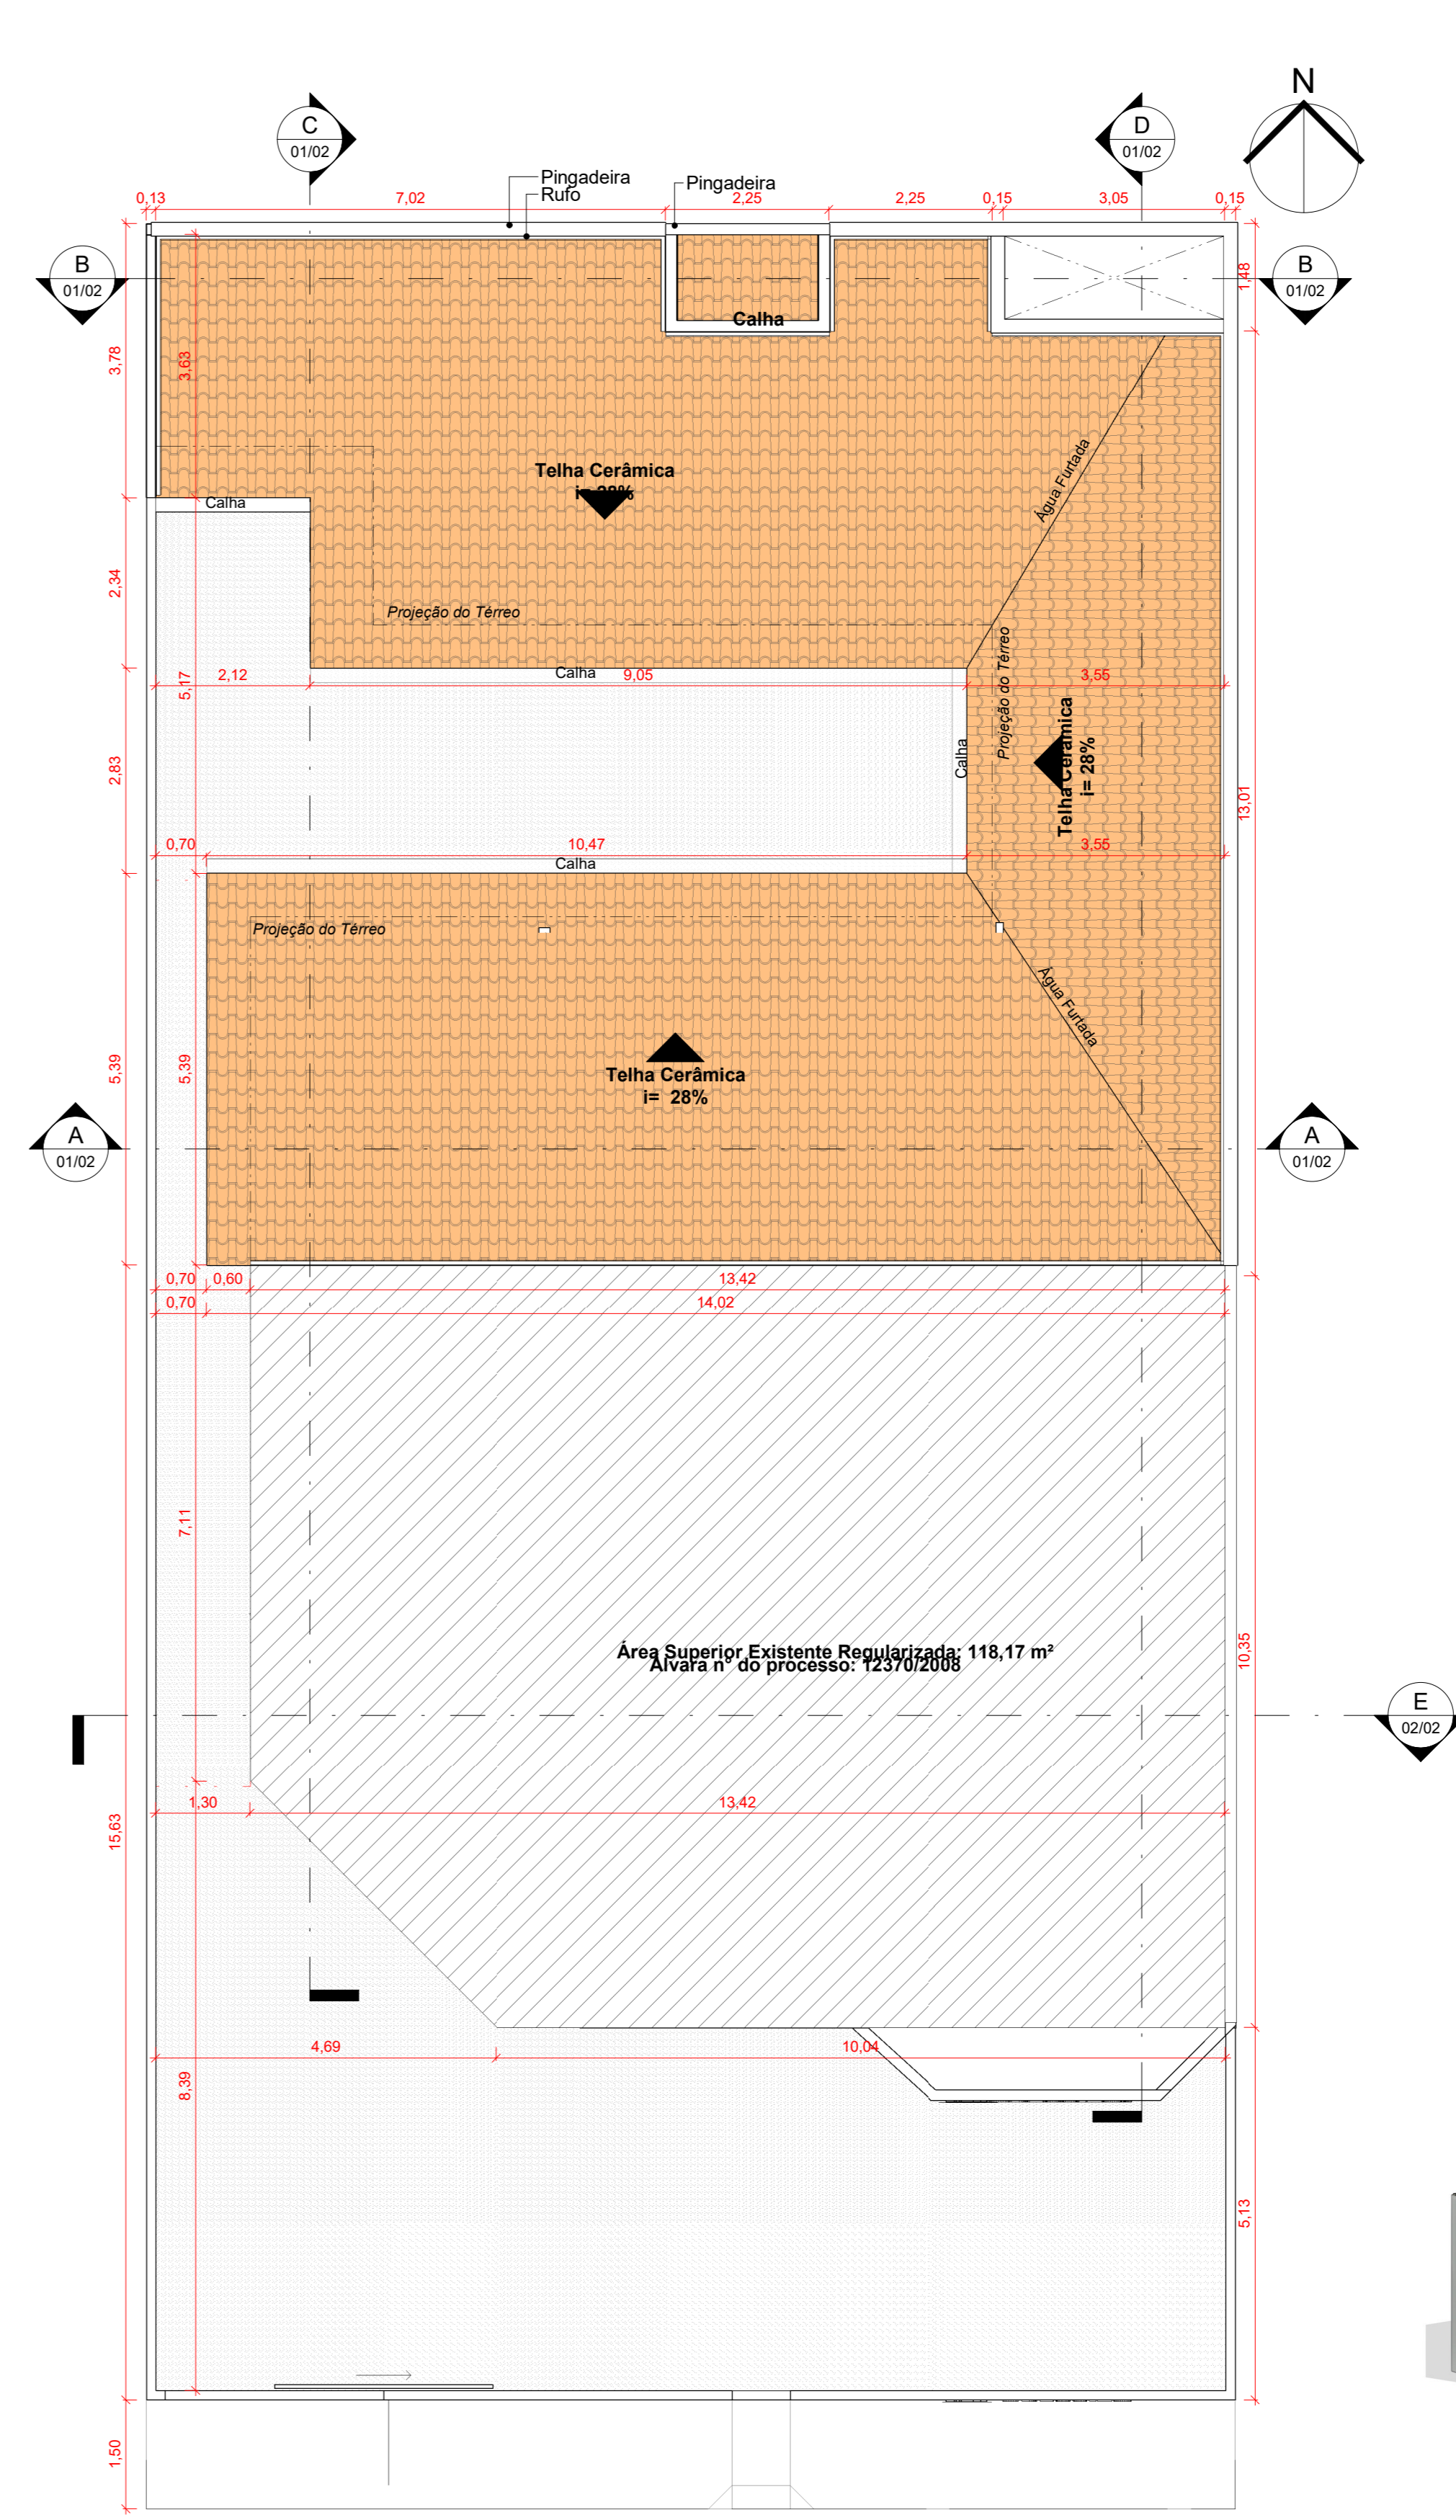 N
C
01/02
D
01/02
Pingadeira
Rufo
Pingadeira
0,13
7,02
2,25
2,25
0,15
3,05
0,15
B
01/02
B
01/02
1,48
Calha
3,78
3,63
Água Furtada
Telha Cerâmica
i= 28%
Calha
2,34
Projeção do Térreo
Projeção do Térreo
Calha
5,17
2,12
9,05
3,55
Telha Cerâmica
i= 28%
Calha
2,83
13,01
0,70
10,47
3,55
Calha
Projeção do Térreo
Água Furtada
5,39
5,39
Telha Cerâmica
i= 28%
A
01/02
A
01/02
0,70
0,60
13,42
0,70
14,02
7,11
Área Superior Existente Regularizada: 118,17 m²
Alvará n° do processo: 12370/2008
10,35
E
02/02
1,30
13,42
15,63
4,69
10,04
8,39
5,13
1,50